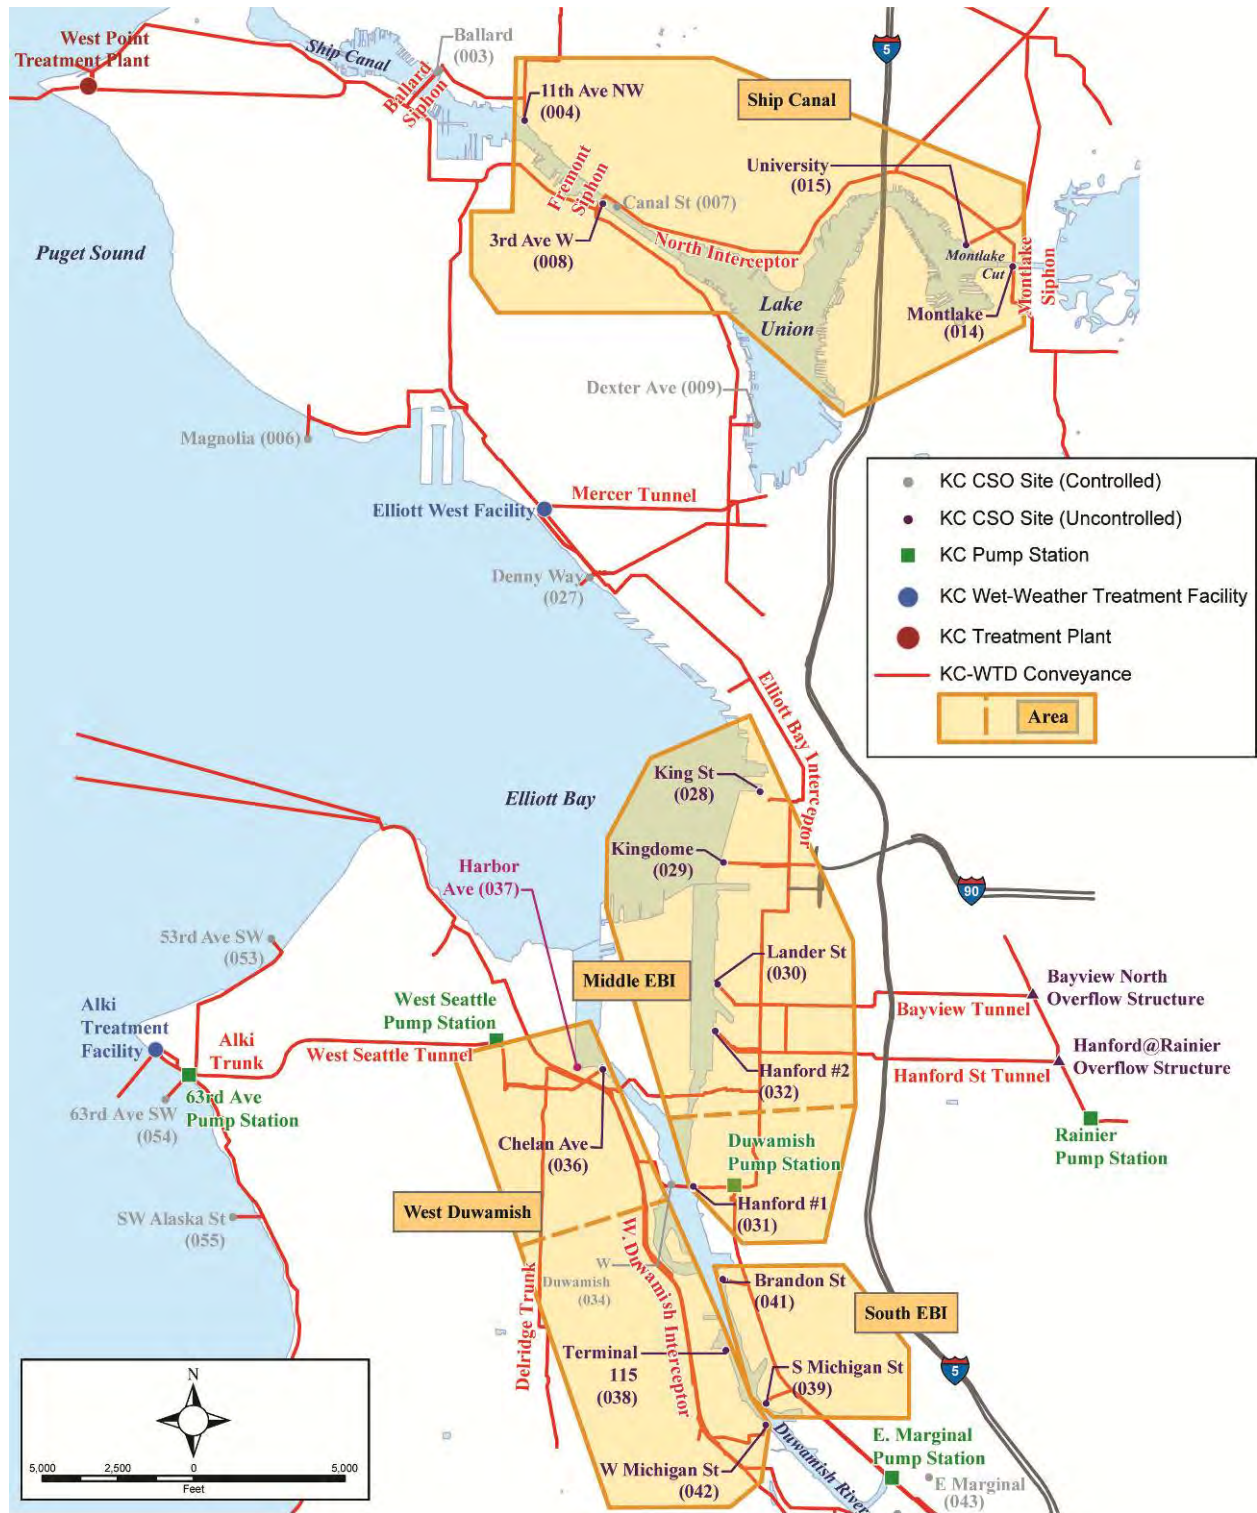 West Point
Treatment Plant
Ship Canal
Ballard
(003)
Ballard
Siphon
11th Ave NW
(004)
Ship Canal
5
University
(015)
Fremont
Siphon
Canal St (007)
3rd Ave W
(008)
North Interceptor
Montlake
Cut
Montlake
Siphon
Puget Sound
Lake
Union
Montlake
(014)
Dexter Ave (009)
Magnolia (006)
Mercer Tunnel
Elliott West Facility
Denny Way
(027)
KC CSO Site (Controlled)
KC CSO Site (Uncontrolled)
KC Pump Station
KC Wet-Weather Treatment Facility
KC Treatment Plant
KC-WTD Conveyance
Area
Elliott Bay Interceptor
King St
(028)
Elliott Bay
Kingdome
(029)
Harbor
Ave (037)
90
53rd Ave SW
(053)
Lander St
(030)
Middle EBI
Bayview North
Overflow Structure
Bayview Tunnel
West Seattle
Pump Station
Alki
Treatment
Facility
Alki
Trunk
West Seattle Tunnel
Hanford #2
(032)
Hanford@Rainier
Overflow Structure
Hanford St Tunnel
63rd Ave
Pump Station
63rd Ave SW
(054)
Chelan Ave
(036)
Duwamish
Pump Station
Rainier
Pump Station
West Duwamish
Hanford #1
(031)
SW Alaska St
(055)
W
Duwamish
(034)
W. Duwamish Interceptor
Delridge Trunk
Brandon St
(041)
South EBI
Terminal
115
(038)
S Michigan St
(039)
5
N
5,000
2,500
0
5,000
Feet
Duwamish River
W Michigan St
(042)
E. Marginal
Pump Station
E Marginal
(043)